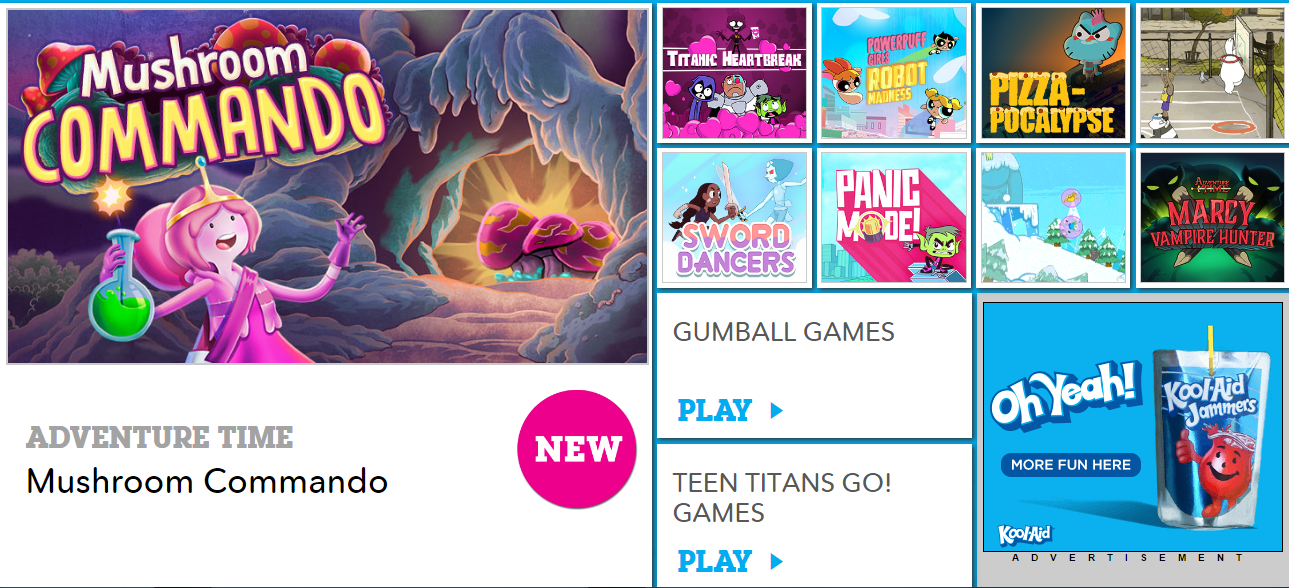 Mushroom
COMMANDO
ADVENTURE TIME
Mushroom Commando
NEW
TITANIC HEARTBREAK
POWERPUFF
GIRLS
ROBOT
MADNESS
PIZZA-
POCALYPSE
SWORD
DANCERS
PANIC
MODE!
ADVENTURE
TIME
MARCY
VAMPIRE HUNTER
GUMBALL GAMES
PLAY
TEEN TITANS GO!
GAMES
PLAY
Oh Yeah!
MORE FUN HERE
Kool-Aid
Kool-Aid
Jammers
ADVERTISEMENT